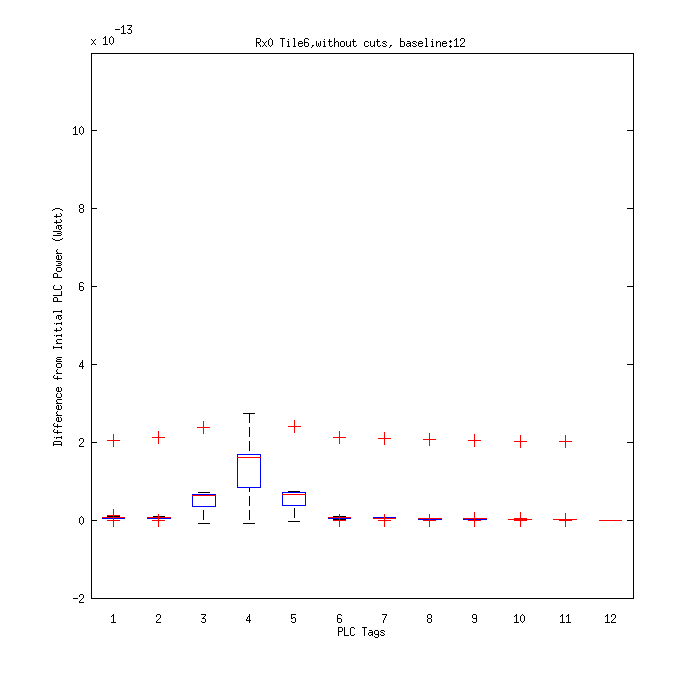 x 10-13
Rx0 Tile6,without cuts, baseline:12
10
8
6
4
2
0
-2
Difference from Initial PLC Power (Watt)
1 2 3 4 5 6 7 8 9 10 11 12
PLC Tags